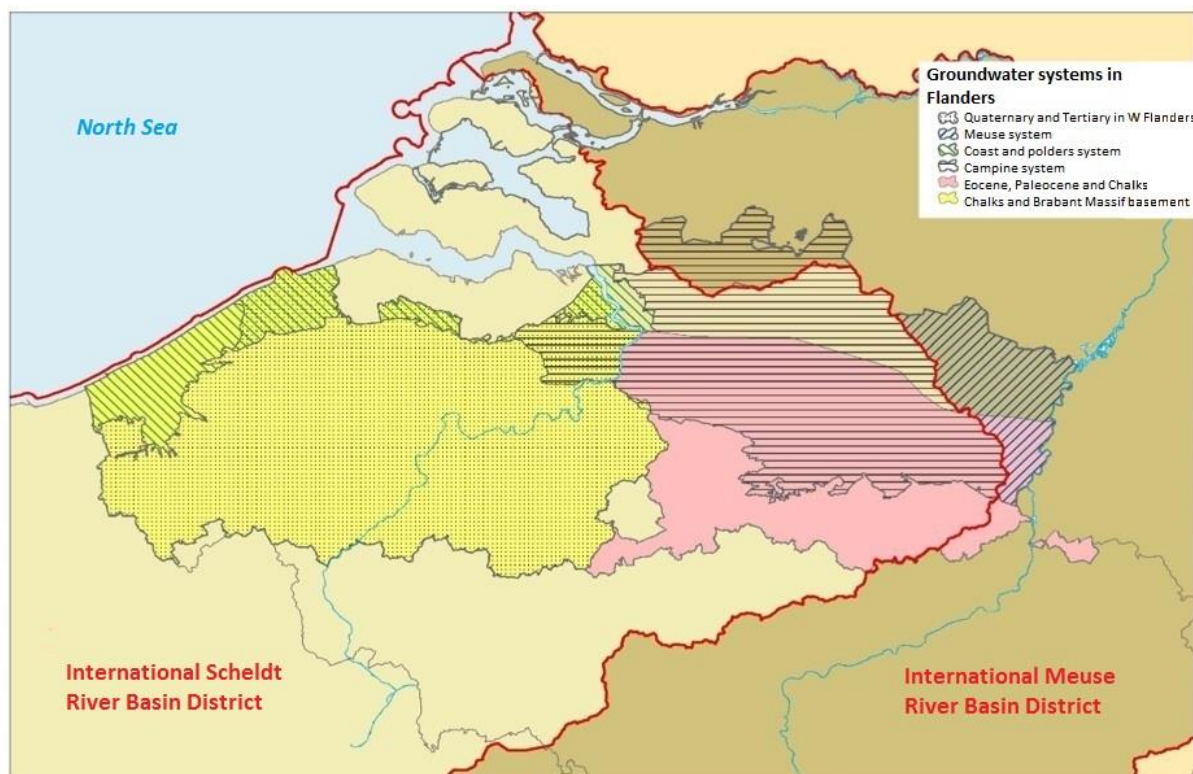 North Sea
Groundwater systems in
Flanders
Quaternary and Tertiary in W Flanders
Meuse system
Coast and polders system
Campine system
Eocene, Paleocene and Chalks
Chalks and Brabant Massif basement
International Scheldt
River Basin District
International Meuse
River Basin District